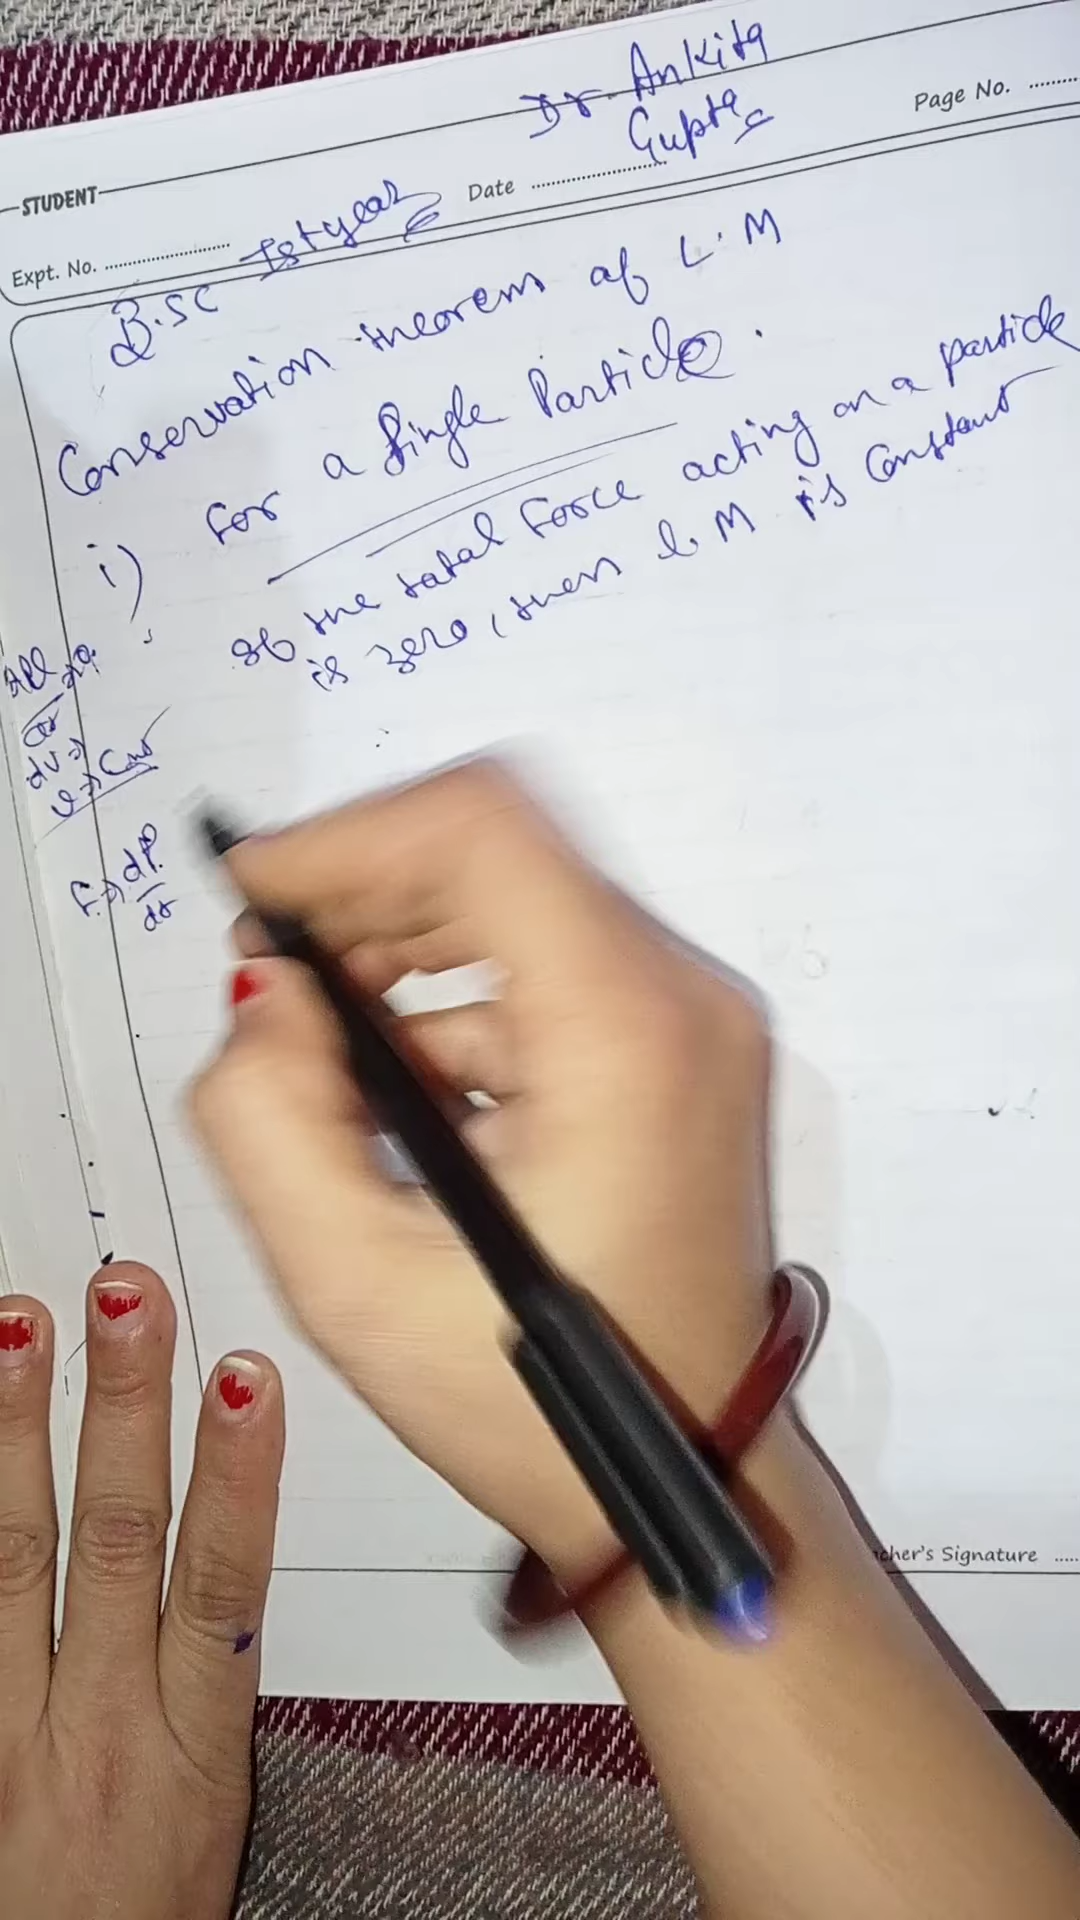 Dr. Ankita
Gupta
Page No. ........
STUDENT
Date ....................
Expt. No. ....................
Ist year
B.SC
Conservation theorem of L.M
for a Single Particle.
i)
If the total Force acting on a particle
is zero, then L.M is constant
F => dP
dt
Signature .....